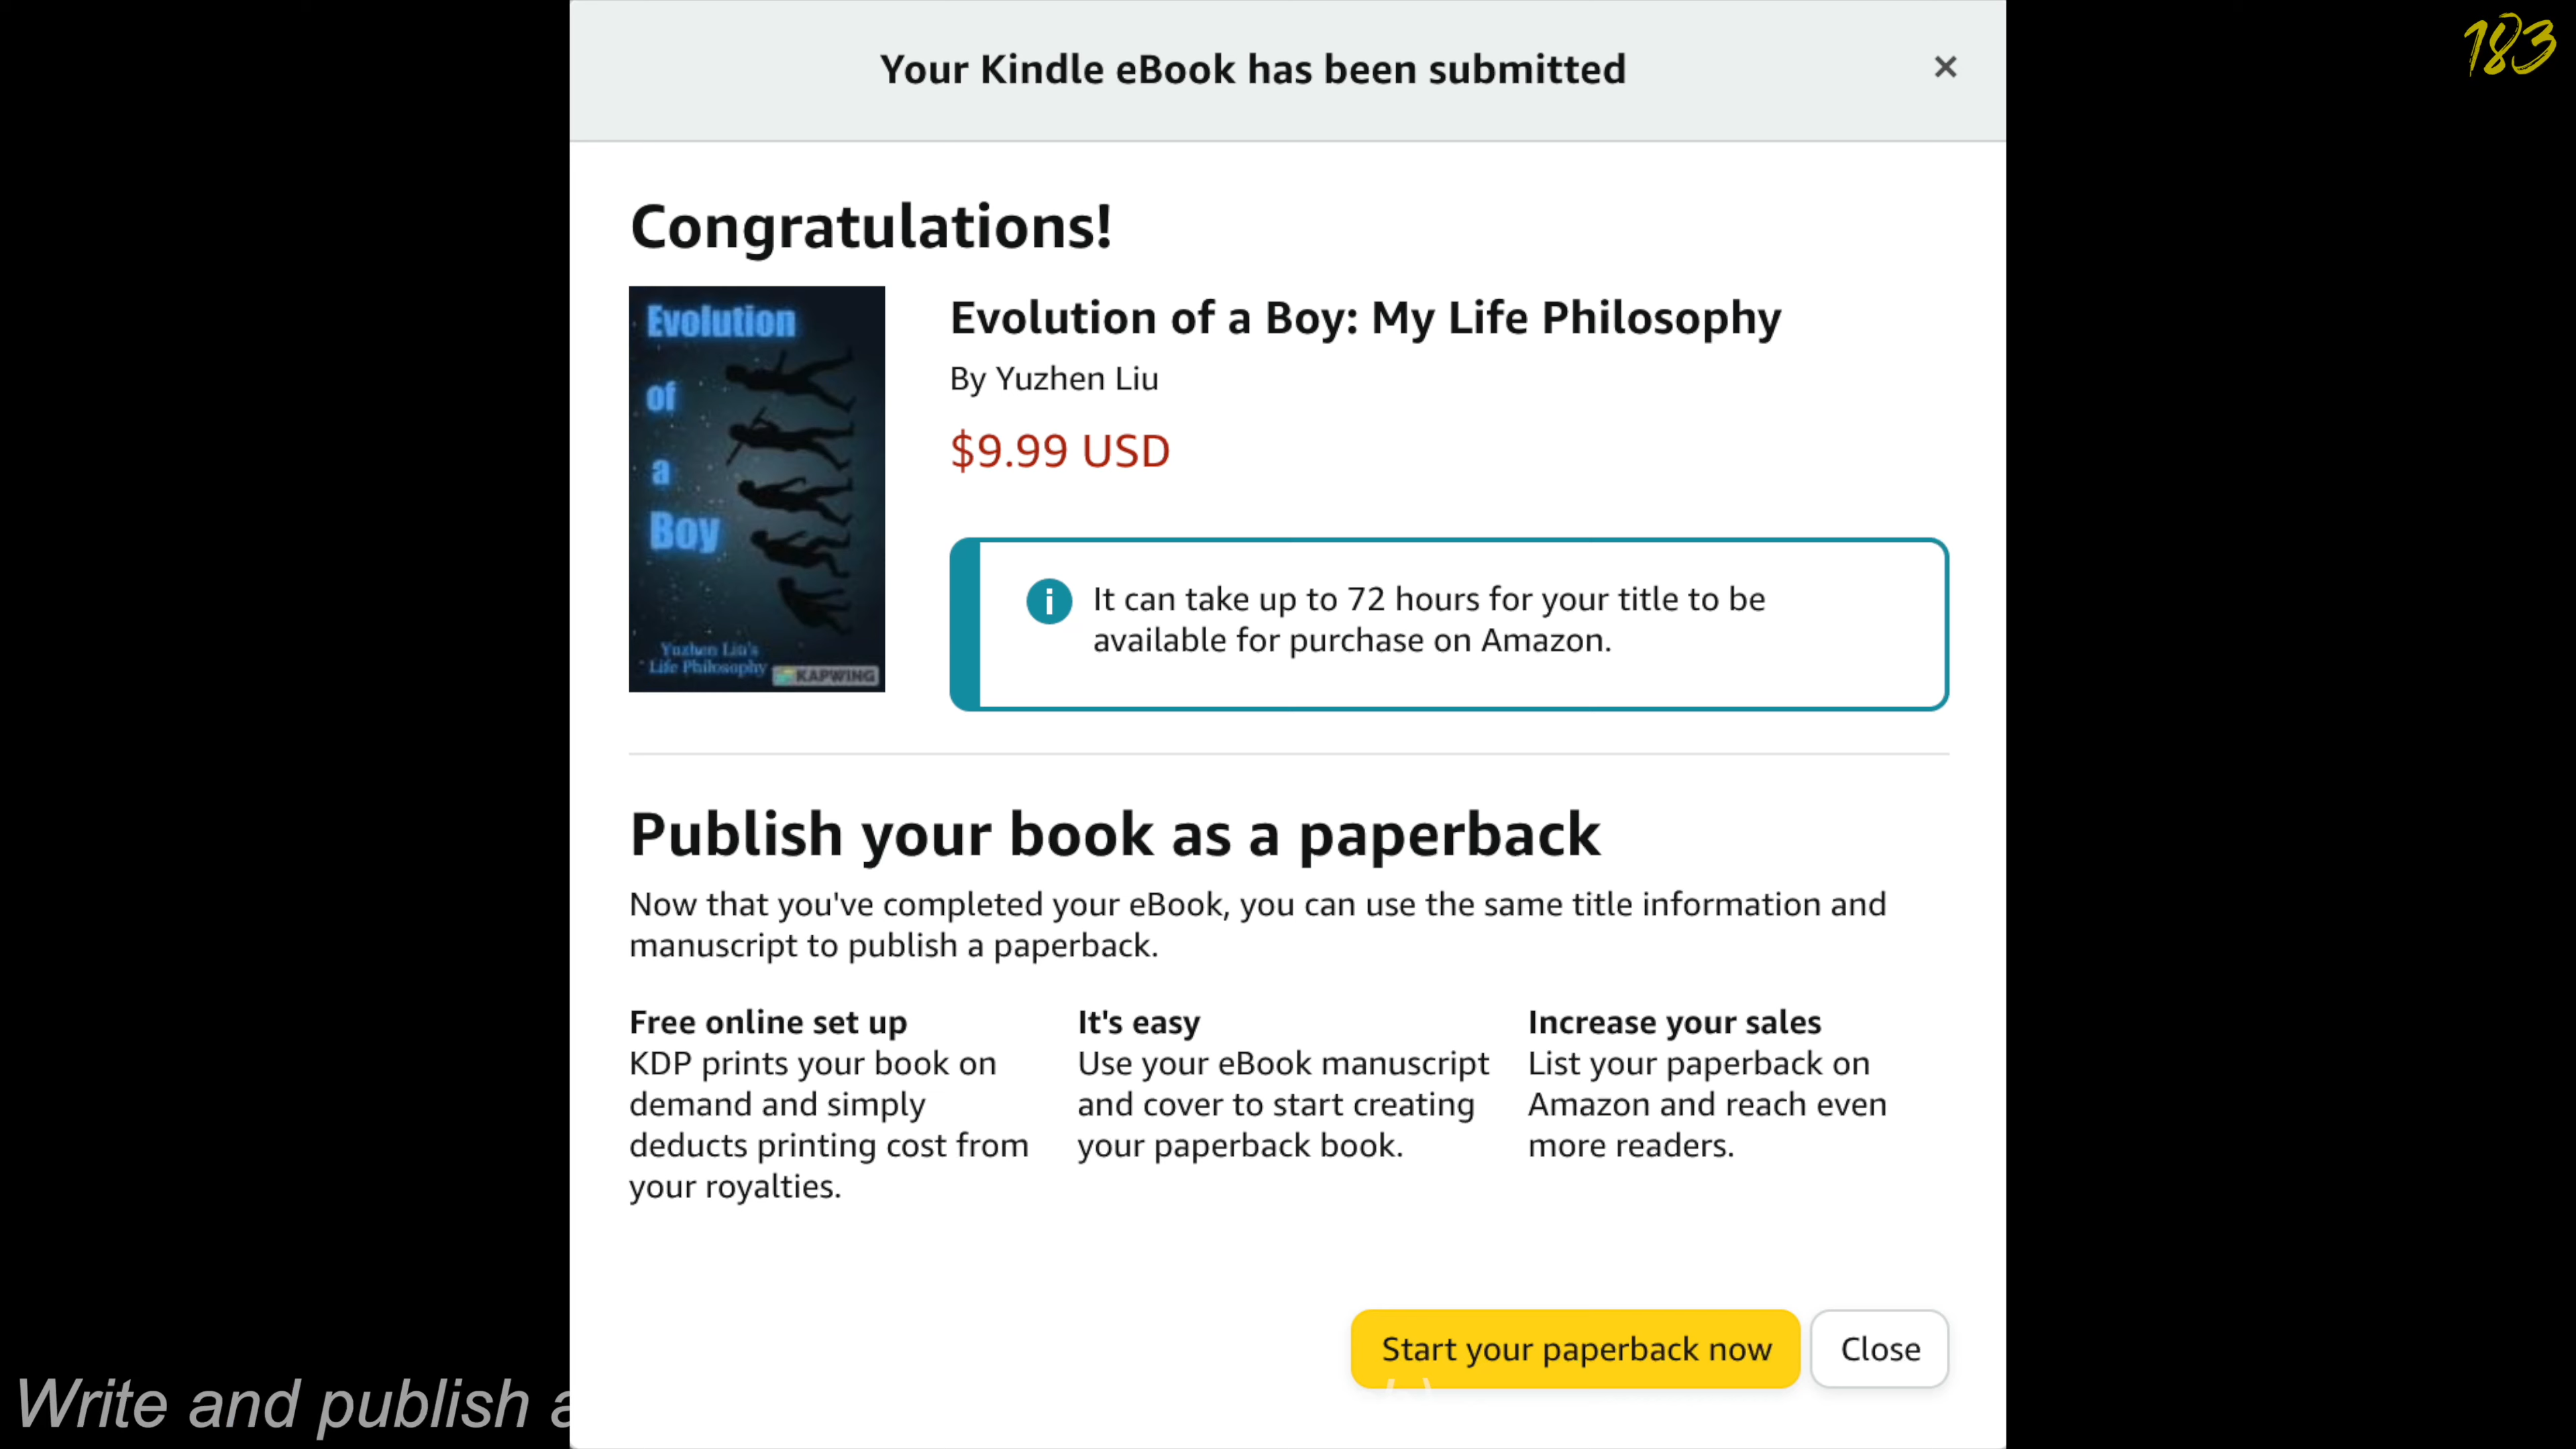 183
Your Kindle eBook has been submitted
×
Congratulations!
Evolution
of
a
Boy
Yuzhen Liu's
Life Philosophy
KAPWING
Evolution of a Boy: My Life Philosophy
By Yuzhen Liu
$9.99 USD
i
It can take up to 72 hours for your title to be
available for purchase on Amazon.
Publish your book as a paperback
Now that you've completed your eBook, you can use the same title information and
manuscript to publish a paperback.
Free online set up
KDP prints your book on
demand and simply
deducts printing cost from
your royalties.
It's easy
Use your eBook manuscript
and cover to start creating
your paperback book.
Increase your sales
List your paperback on
Amazon and reach even
more readers.
Start your paperback now
Close
Write and publish